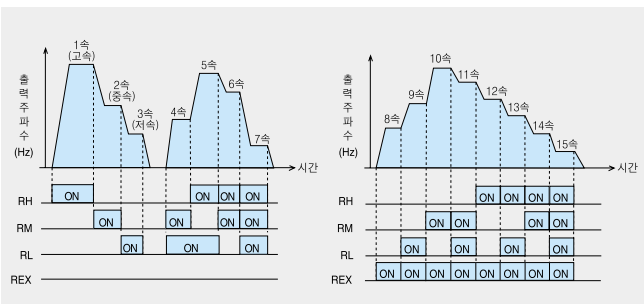 1속
(고속)
2속
(중속)
3속
(저속)
4속
5속
6속
7속
출력주파수
(Hz)
시간
RH ON ON ON ON
RM ON ON ON ON
RL ON ON ON
REX
8속
9속
10속
11속
12속
13속
14속
15속
출력주파수
(Hz)
시간
RH ON ON ON ON
RM ON ON ON ON
RL ON ON ON ON
REX ON ON ON ON ON ON ON ON